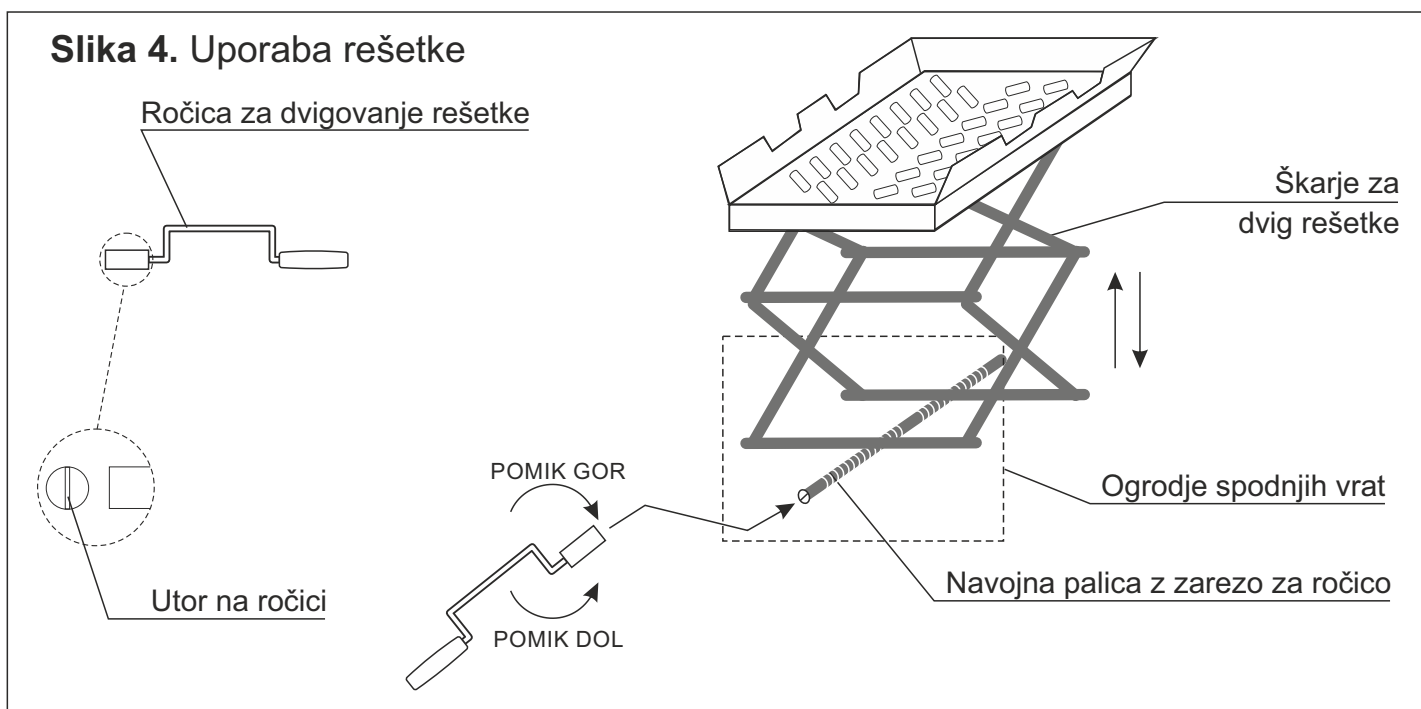 Slika 4. Uporaba rešetke
Ročica za dvigovanje rešetke
Škarje za
dvig rešetke
POMIK GOR
Ogrodje spodnjih vrat
Navojna palica z zarezo za ročico
Utor na ročici
POMIK DOL